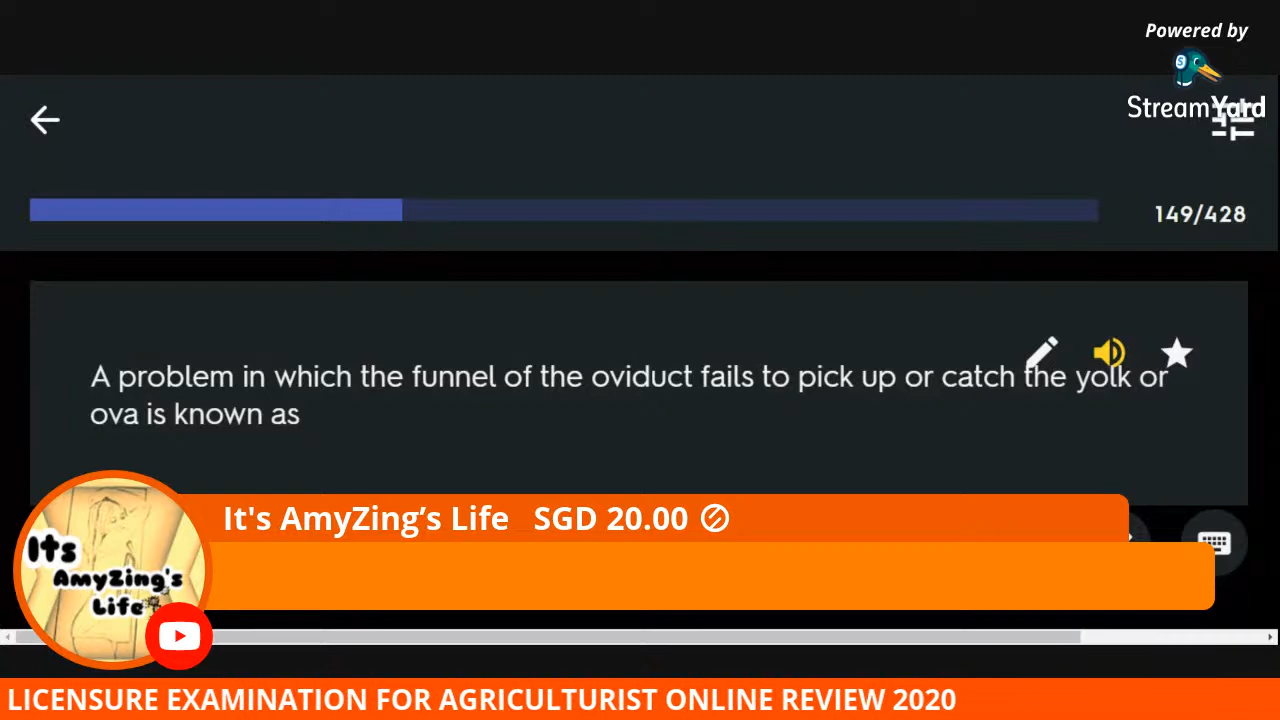 Powered by
StreamYard
149/428
A problem in which the funnel of the oviduct fails to pick up or catch the yolk or
ova is known as
It's AmyZing’s Life SGD 20.00
Its
AmyZing's
Life
LICENSURE EXAMINATION FOR AGRICULTURIST ONLINE REVIEW 2020